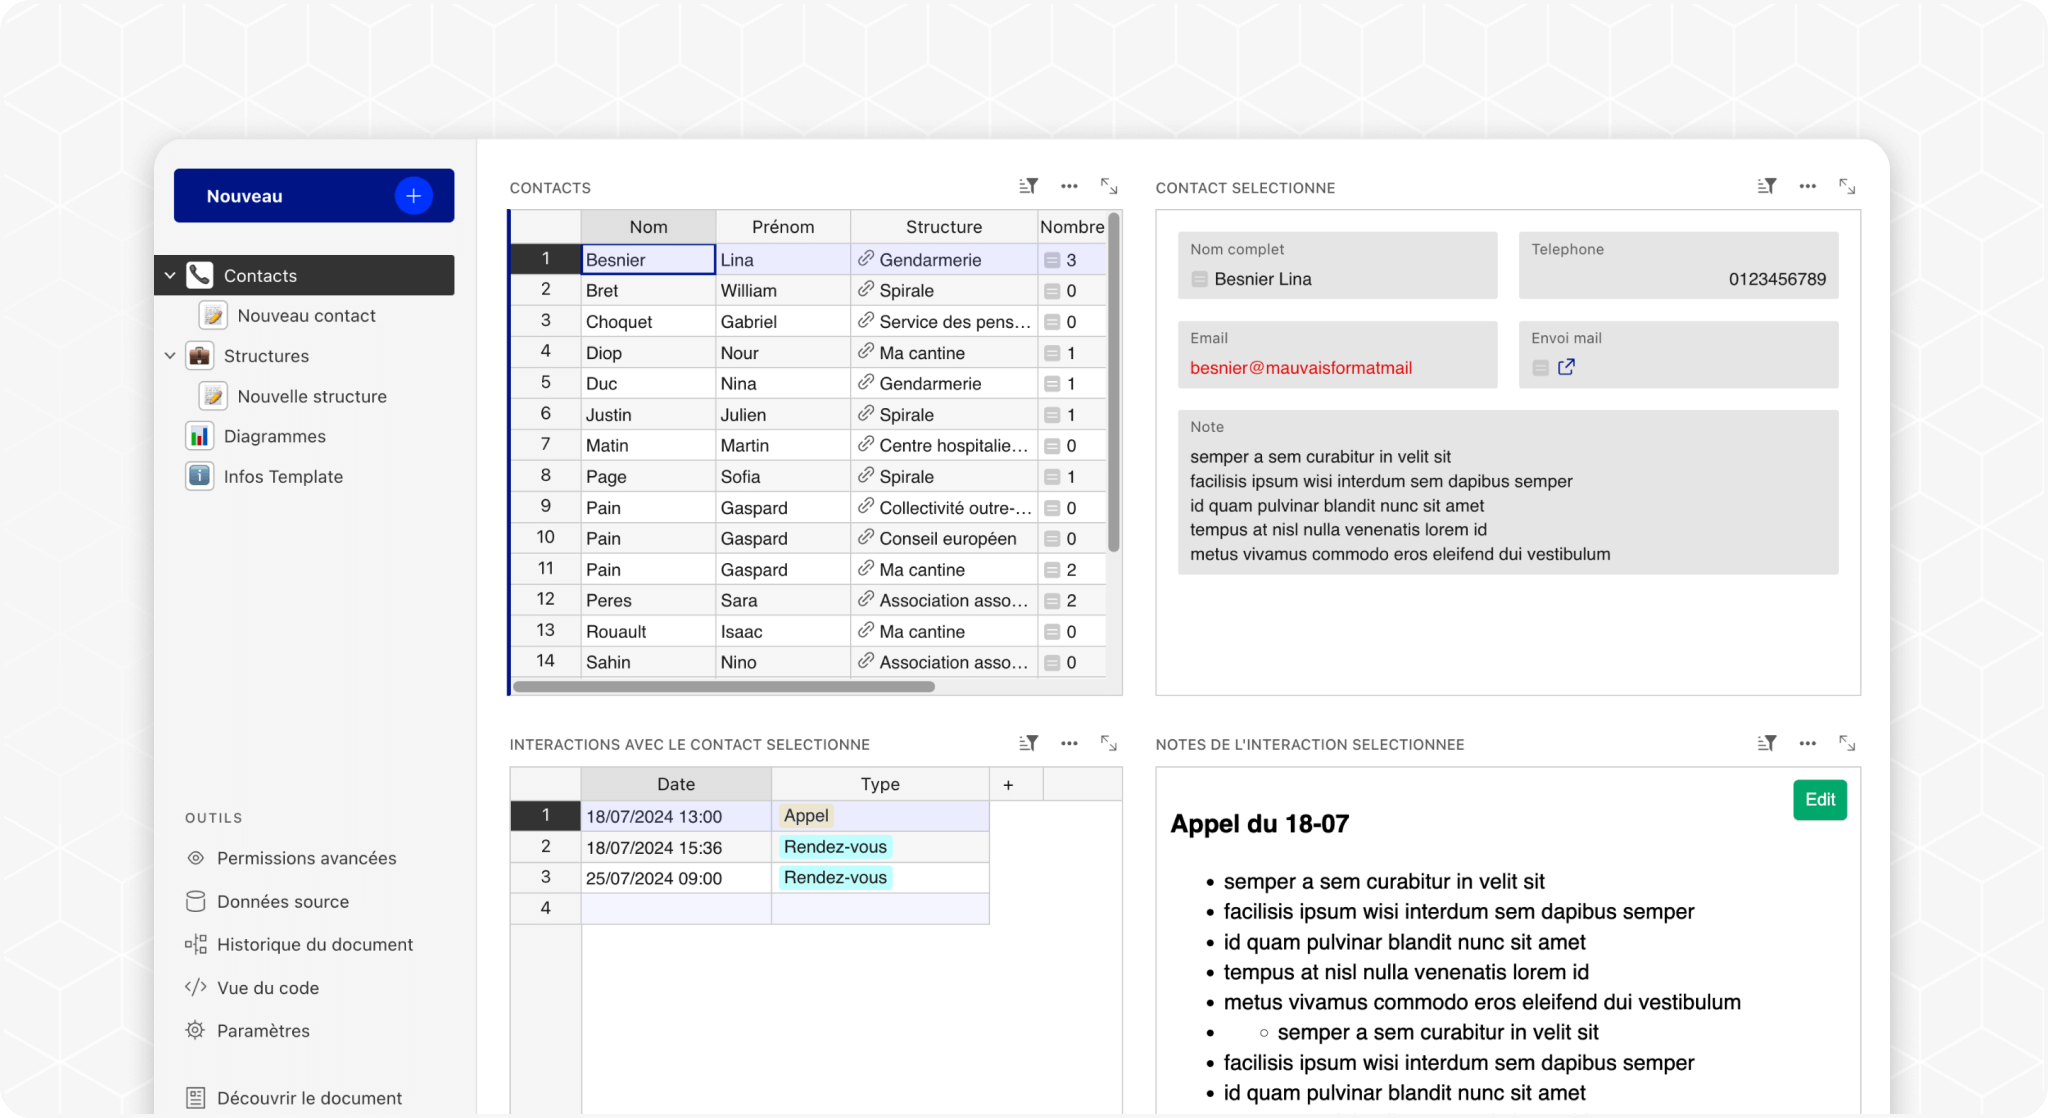 Nouveau +
Contacts
Nouveau contact
Structures
Nouvelle structure
Diagrammes
Infos Template
OUTILS
Permissions avancées
Données source
Historique du document
Vue du code
Paramètres
Découvrir le document
CONTACTS
Nom Prénom Structure Nombre
1 Besnier Lina Gendarmerie 3
2 Bret William Spirale 0
3 Choquet Gabriel Service des pens... 0
4 Diop Nour Ma cantine 1
5 Duc Nina Gendarmerie 1
6 Justin Julien Spirale 1
7 Matin Martin Centre hospitalie... 0
8 Page Sofia Spirale 1
9 Pain Gaspard Collectivité outre-... 0
10 Pain Gaspard Conseil européen 0
11 Pain Gaspard Ma cantine 2
12 Peres Sara Association asso... 2
13 Rouault Isaac Ma cantine 0
14 Sahin Nino Association asso... 0
CONTACT SELECTIONNE
Nom complet
Besnier Lina
Telephone
0123456789
Email
besnier@mauvaisformatmail
Envoi mail
Note
semper a sem curabitur in velit sit
facilisis ipsum wisi interdum sem dapibus semper
id quam pulvinar blandit nunc sit amet
tempus at nisl nulla venenatis lorem id
metus vivamus commodo eros eleifend dui vestibulum
INTERACTIONS AVEC LE CONTACT SELECTIONNE
Date Type +
1 18/07/2024 13:00 Appel
2 18/07/2024 15:36 Rendez-vous
3 25/07/2024 09:00 Rendez-vous
4
NOTES DE L'INTERACTION SELECTIONNEE
Edit
Appel du 18-07
• semper a sem curabitur in velit sit
• facilisis ipsum wisi interdum sem dapibus semper
• id quam pulvinar blandit nunc sit amet
• tempus at nisl nulla venenatis lorem id
• metus vivamus commodo eros eleifend dui vestibulum
• ◦ semper a sem curabitur in velit sit
• facilisis ipsum wisi interdum sem dapibus semper
• id quam pulvinar blandit nunc sit amet